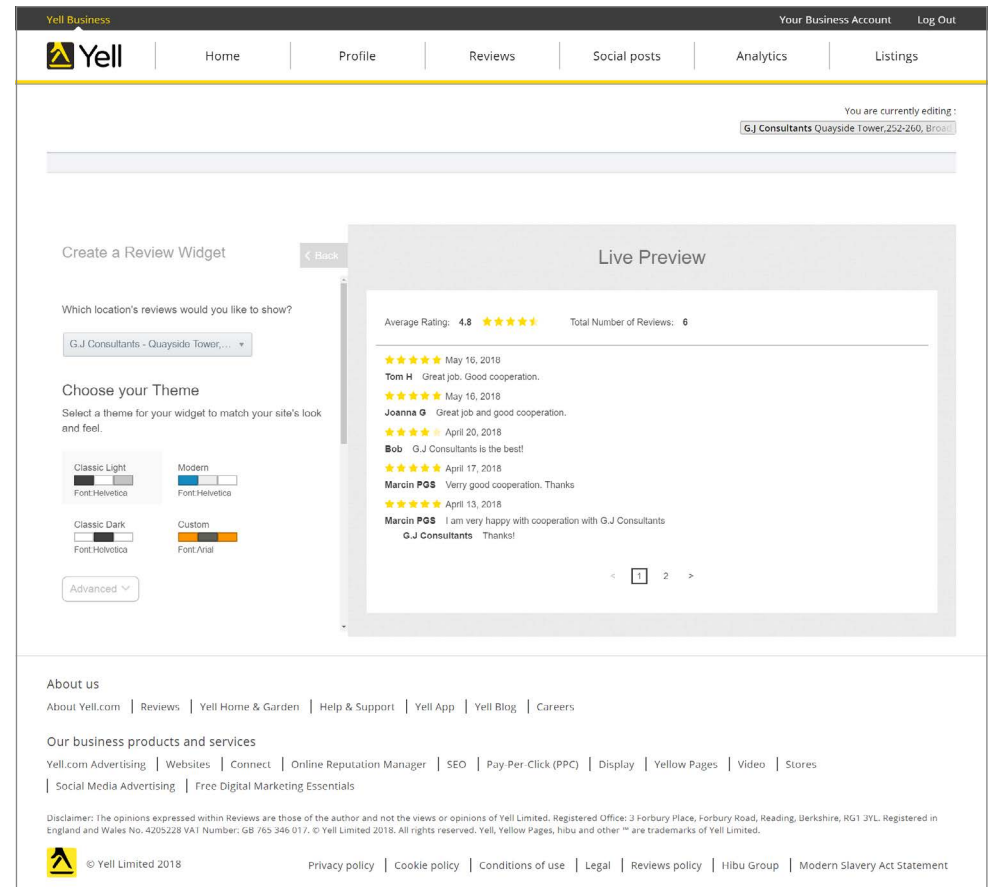 Yell Business
Your Business Account Log Out
Yell
Home Profile Reviews Social posts Analytics Listings
You are currently editing :
G.J Consultants Quayside Tower,252-260, Broad
Create a Review Widget
< Back
Live Preview
Which location's reviews would you like to show?
G.J Consultants - Quayside Tower,...
Choose your Theme
Select a theme for your widget to match your site's look
and feel.
Classic Light
Font:Helvetica
Modern
Font:Helvetica
Classic Dark
Font:Helvetica
Custom
Font:Arial
Advanced
Average Rating: 4.8 Total Number of Reviews: 6
May 16, 2018
Tom H Great job. Good cooperation.
May 16, 2018
Joanna G Great job and good cooperation.
April 20, 2018
Bob G.J Consultants is the best!
April 17, 2018
Marcin PGS Verry good cooperation. Thanks
April 13, 2018
Marcin PGS I am very happy with cooperation with G.J Consultants
G.J Consultants Thanks!
< 1 2 >
About us
About Yell.com | Reviews | Yell Home & Garden | Help & Support | Yell App | Yell Blog | Careers
Our business products and services
Yell.com Advertising | Websites | Connect | Online Reputation Manager | SEO | Pay-Per-Click (PPC) | Display | Yellow Pages | Video | Stores
| Social Media Advertising | Free Digital Marketing Essentials
Disclaimer: The opinions expressed within Reviews are those of the author and not the views or opinions of Yell Limited. Registered Office: 3 Forbury Place, Forbury Road, Reading, Berkshire, RG1 3YL. Registered in
England and Wales No. 4205228 VAT Number: GB 765 346 017. © Yell Limited 2018. All rights reserved. Yell, Yellow Pages, hibu and other ™ are trademarks of Yell Limited.
© Yell Limited 2018
Privacy policy | Cookie policy | Conditions of use | Legal | Reviews policy | Hibu Group | Modern Slavery Act Statement